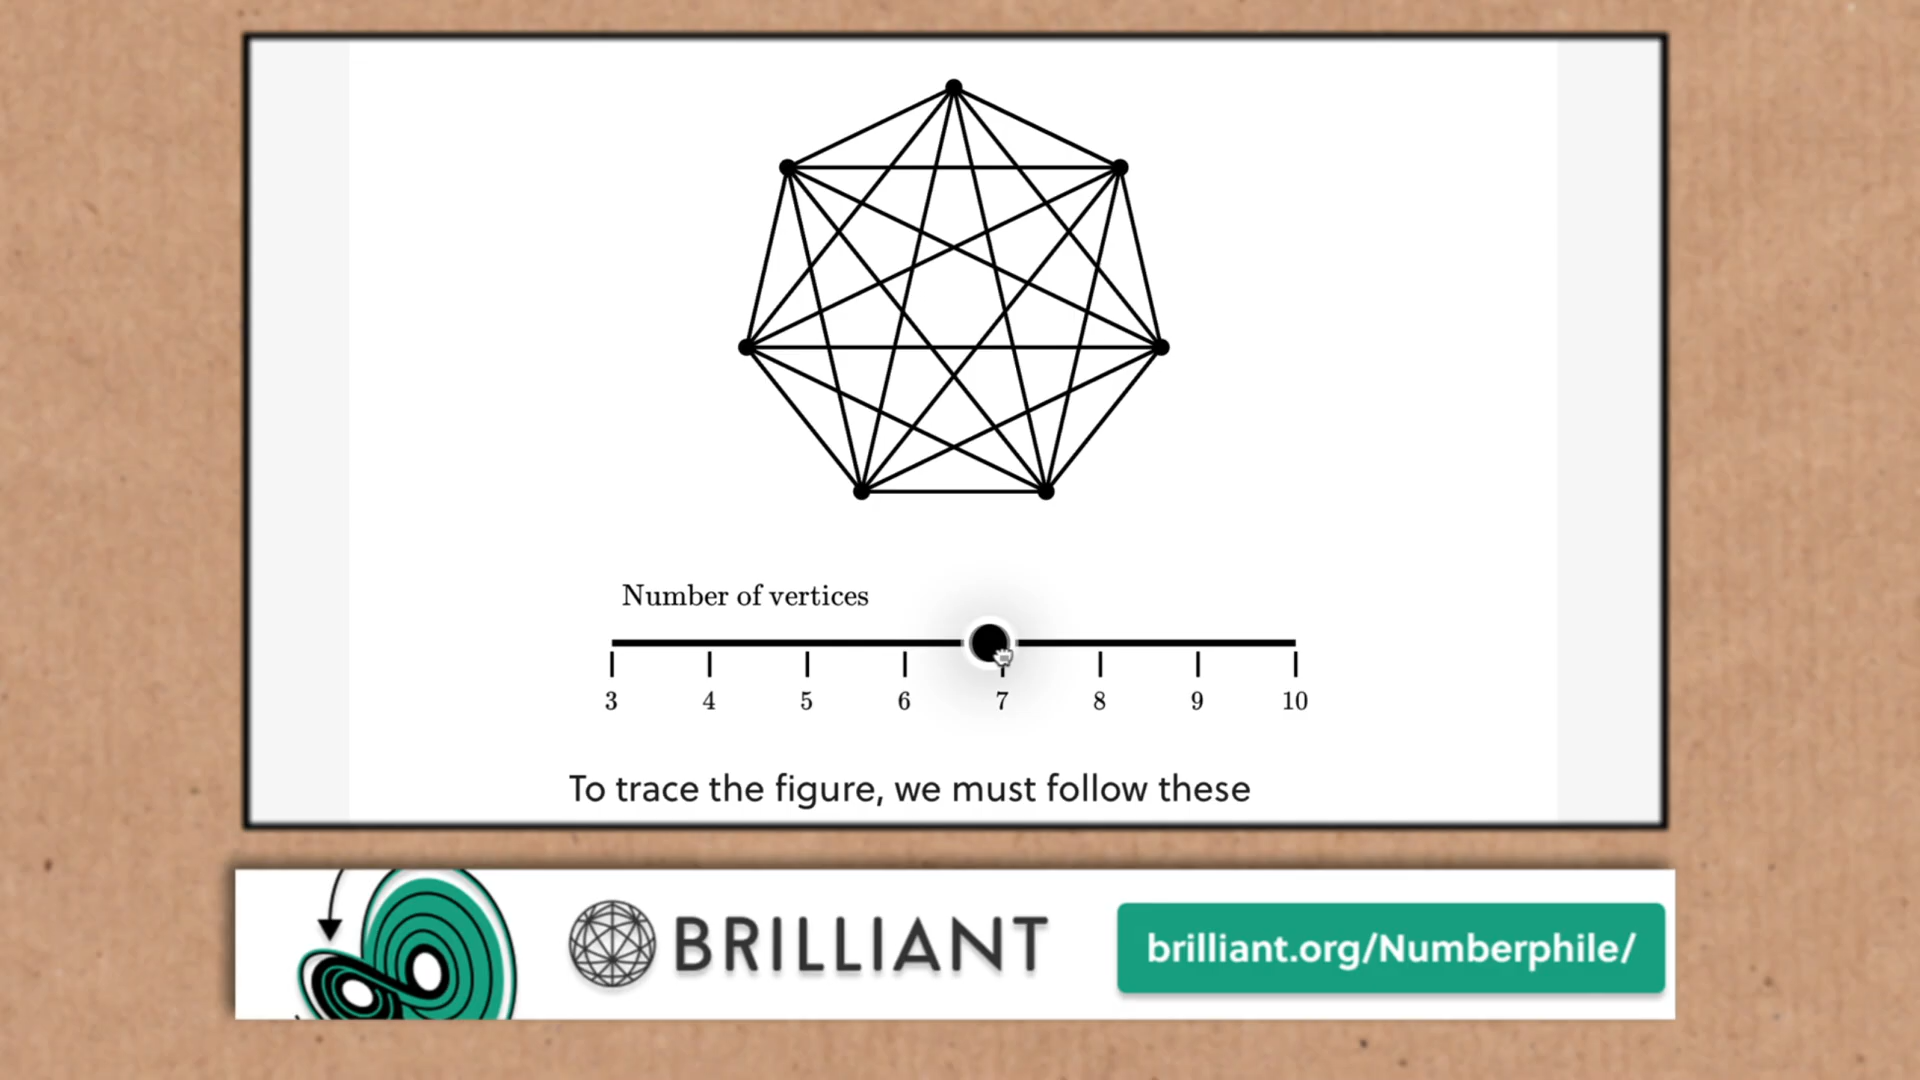 Number of vertices
3 4 5 6 7 8 9 10
To trace the figure, we must follow these
BRILLIANT
brilliant.org/Numberphile/